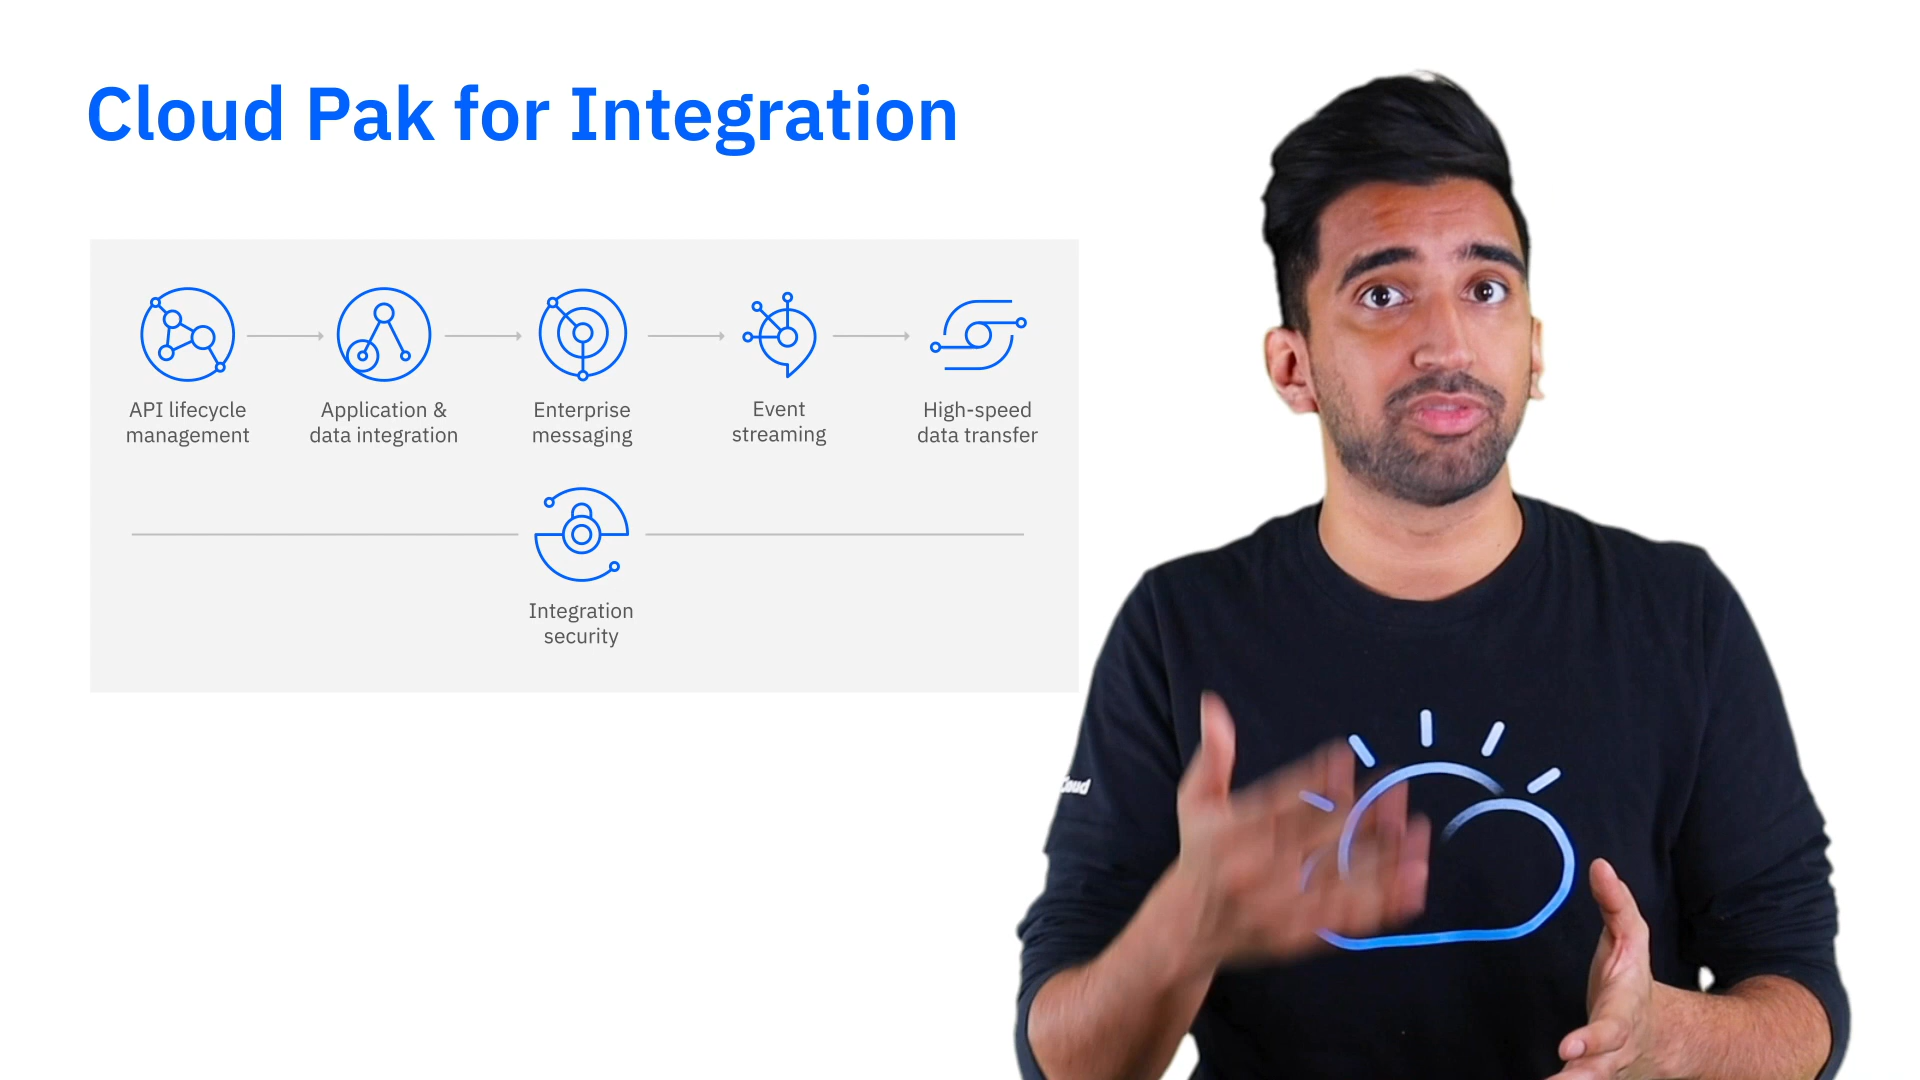 Cloud Pak for Integration
API lifecycle
management
Application &
data integration
Enterprise
messaging
Event
streaming
High-speed
data transfer
Integration
security